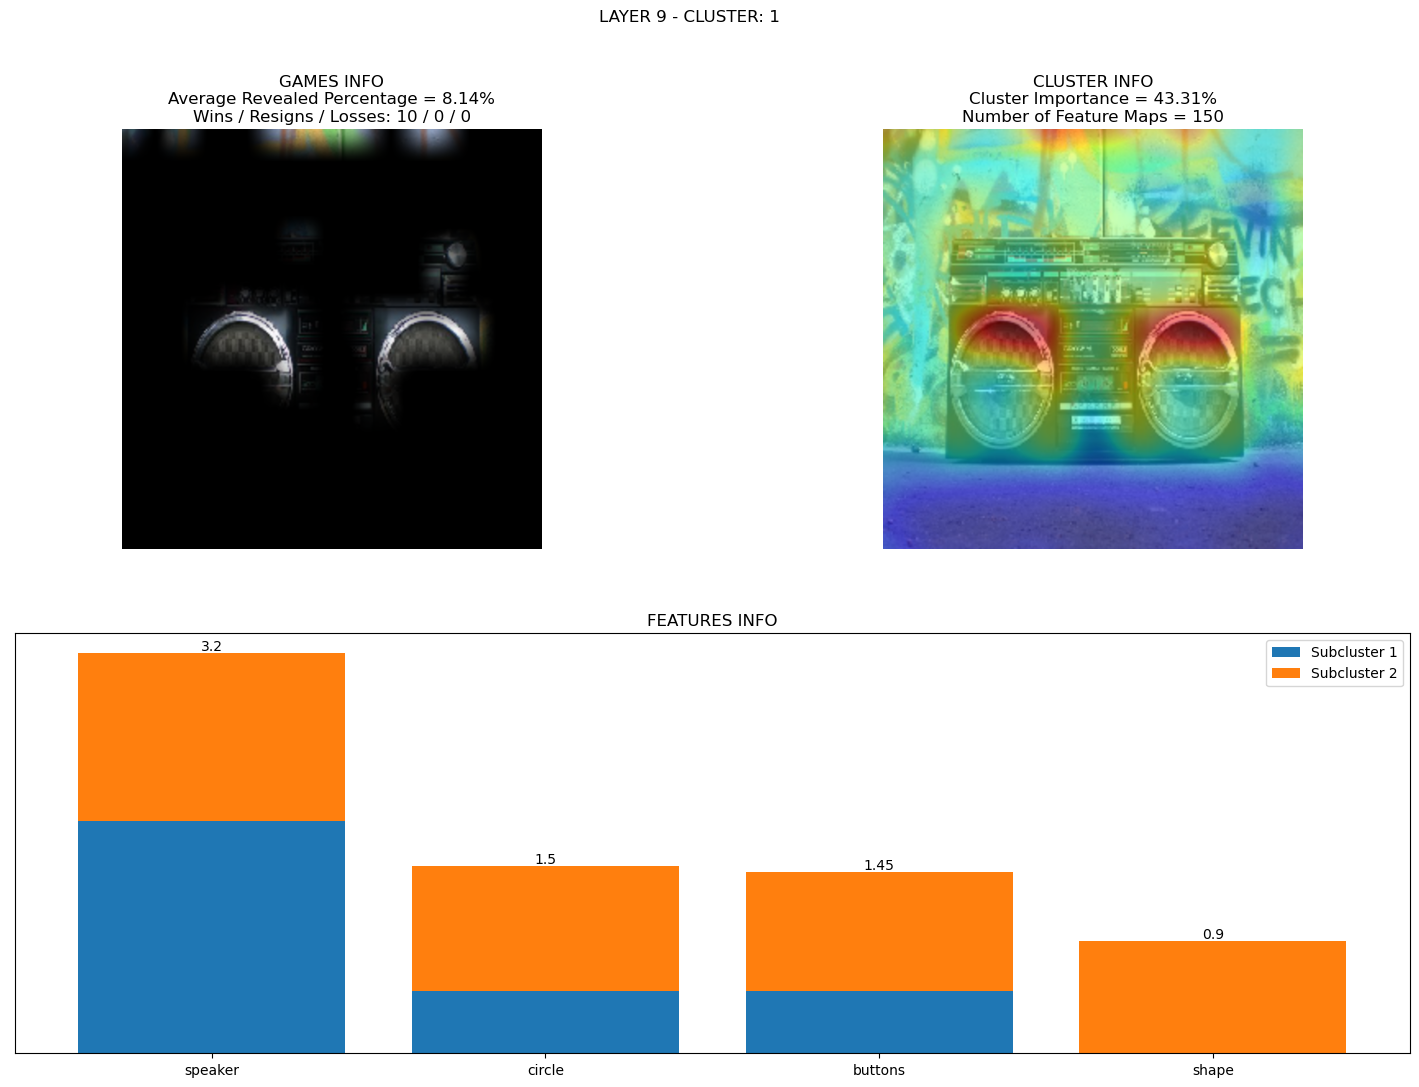 LAYER 9 - CLUSTER: 1
GAMES INFO
Average Revealed Percentage = 8.14%
Wins / Resigns / Losses: 10 / 0 / 0
CLUSTER INFO
Cluster Importance = 43.31%
Number of Feature Maps = 150
EVIN
ECH
FEATURES INFO
Subcluster 1
Subcluster 2
3.2
1.5
1.45
0.9
speaker
circle
buttons
shape